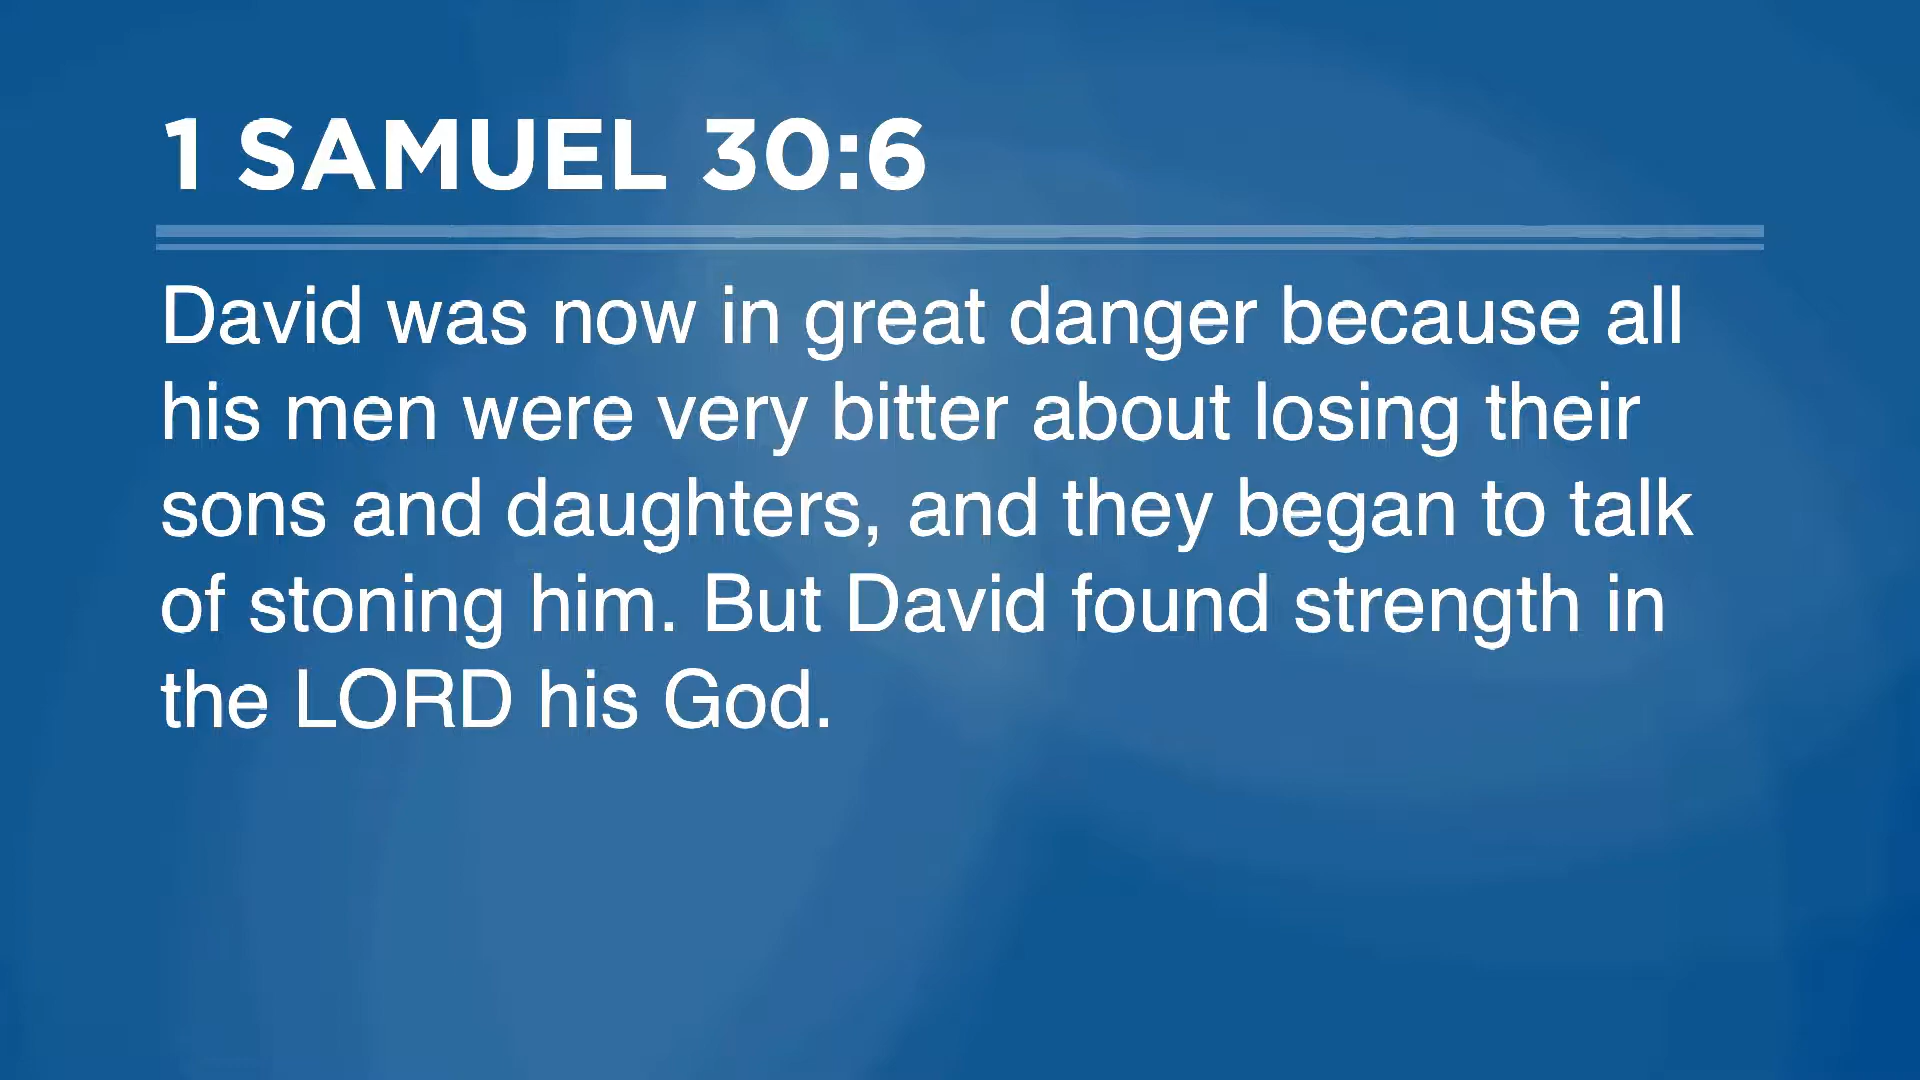 1 SAMUEL 30:6
David was now in great danger because all
his men were very bitter about losing their
sons and daughters, and they began to talk
of stoning him. But David found strength in
the LORD his God.